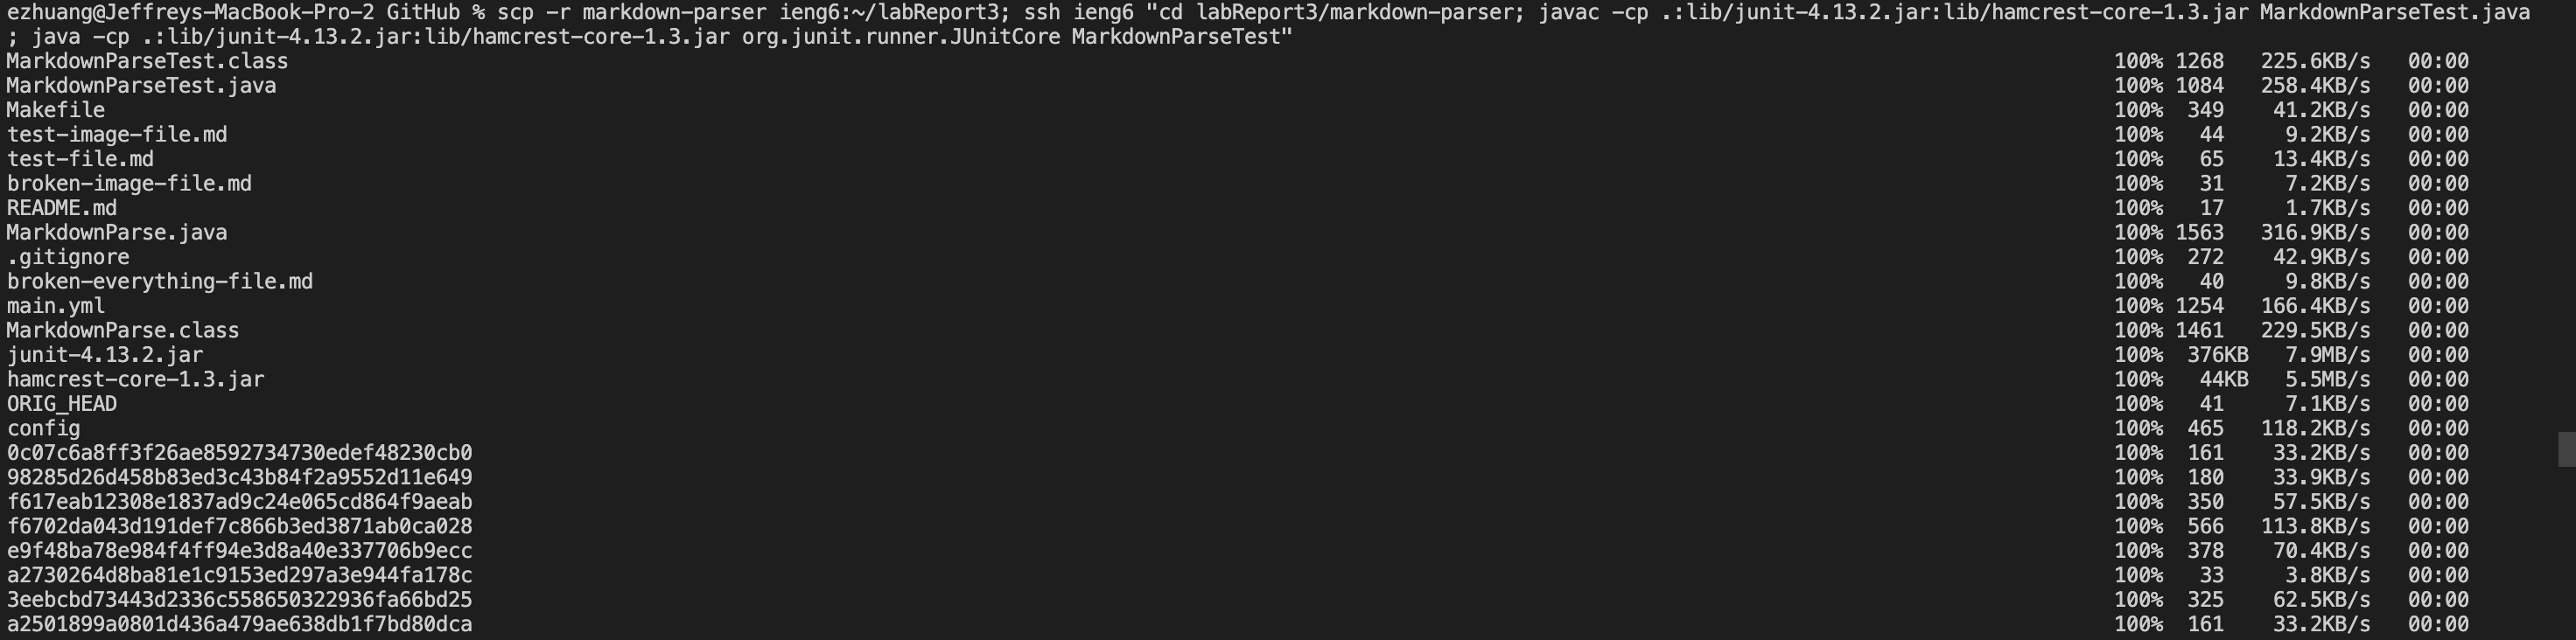 ezhuang@Jeffreys-MacBook-Pro-2 GitHub % scp -r markdown-parser ieng6:~/labReport3; ssh ieng6 "cd labReport3/markdown-parser; javac -cp .:lib/junit-4.13.2.jar:lib/hamcrest-core-1.3.jar MarkdownParseTest.java
; java -cp .:lib/junit-4.13.2.jar:lib/hamcrest-core-1.3.jar org.junit.runner.JUnitCore MarkdownParseTest"
MarkdownParseTest.class 100% 1268 225.6KB/s 00:00
MarkdownParseTest.java 100% 1084 258.4KB/s 00:00
Makefile 100% 349 41.2KB/s 00:00
test-image-file.md 100% 44 9.2KB/s 00:00
test-file.md 100% 65 13.4KB/s 00:00
broken-image-file.md 100% 31 7.2KB/s 00:00
README.md 100% 17 1.7KB/s 00:00
MarkdownParse.java 100% 1563 316.9KB/s 00:00
.gitignore 100% 272 42.9KB/s 00:00
broken-everything-file.md 100% 40 9.8KB/s 00:00
main.yml 100% 1254 166.4KB/s 00:00
MarkdownParse.class 100% 1461 229.5KB/s 00:00
junit-4.13.2.jar 100% 376KB 7.9MB/s 00:00
hamcrest-core-1.3.jar 100% 44KB 5.5MB/s 00:00
ORIG_HEAD 100% 41 7.1KB/s 00:00
config 100% 465 118.2KB/s 00:00
0c07c6a8ff3f26ae8592734730edef48230cb0 100% 161 33.2KB/s 00:00
98285d26d458b83ed3c43b84f2a9552d11e649 100% 180 33.9KB/s 00:00
f617eab12308e1837ad9c24e065cd864f9aeab 100% 350 57.5KB/s 00:00
f6702da043d191def7c866b3ed3871ab0ca028 100% 566 113.8KB/s 00:00
e9f48ba78e984f4ff94e3d8a40e337706b9ecc 100% 378 70.4KB/s 00:00
a2730264d8ba81e1c9153ed297a3e944fa178c 100% 33 3.8KB/s 00:00
3eebcbd73443d2336c558650322936fa66bd25 100% 325 62.5KB/s 00:00
a2501899a0801d436a479ae638db1f7bd80dca 100% 161 33.2KB/s 00:00